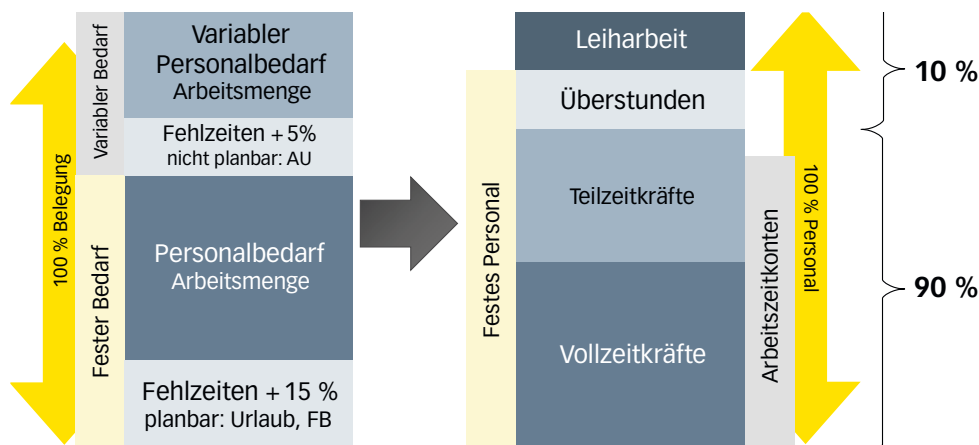 100 % Belegung
Variabler Bedarf
Fester Bedarf
Variabler
Personalbedarf
Arbeitsmenge
Fehlzeiten + 5%
nicht planbar: AU
Personalbedarf
Arbeitsmenge
Fehlzeiten + 15 %
planbar: Urlaub, FB
Festes Personal
Leiharbeit
Überstunden
Teilzeitkräfte
Vollzeitkräfte
Arbeitszeitkonten
100 % Personal
10 %
90 %